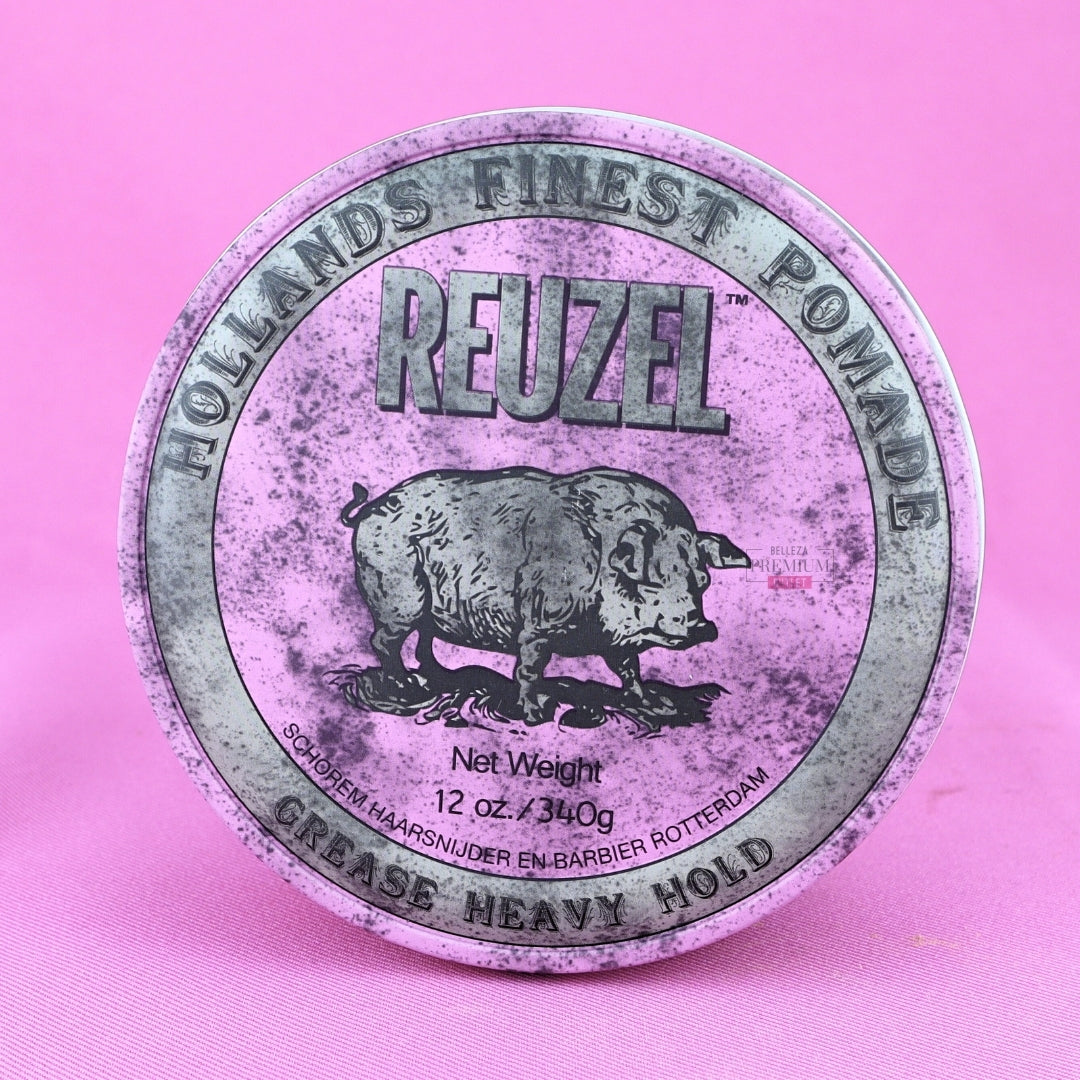 HOLLANDS FINEST POMADE
REUZEL™
BELLEZA
PREMIUM
OUTLET
Net Weight
12 oz./340g
SCHOREM HAARSNIJDER EN BARBIER ROTTERDAM
GREASE HEAVY HOLD